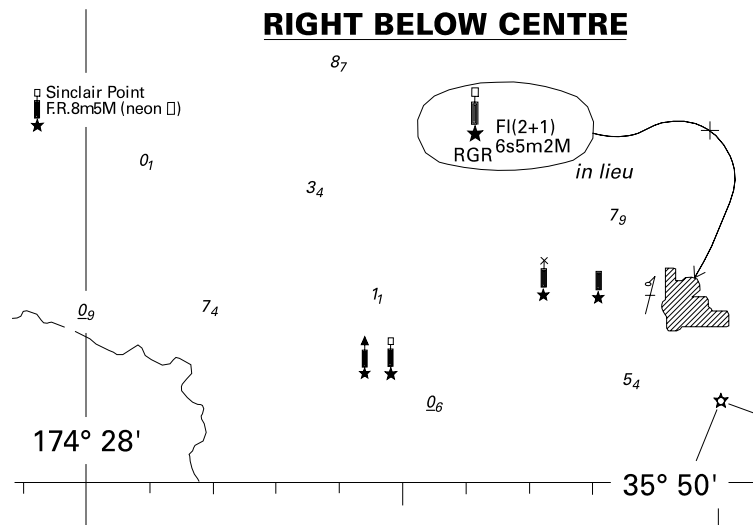 RIGHT BELOW CENTRE
8₇
Sinclair Point
F.R.8m5M (neon ▯)
Fl(2+1)
6s5m2M
RGR
0₁
in lieu
3₄
7₉
1₁
0₉
7₄
5₄
0₆
174° 28'
35° 50'